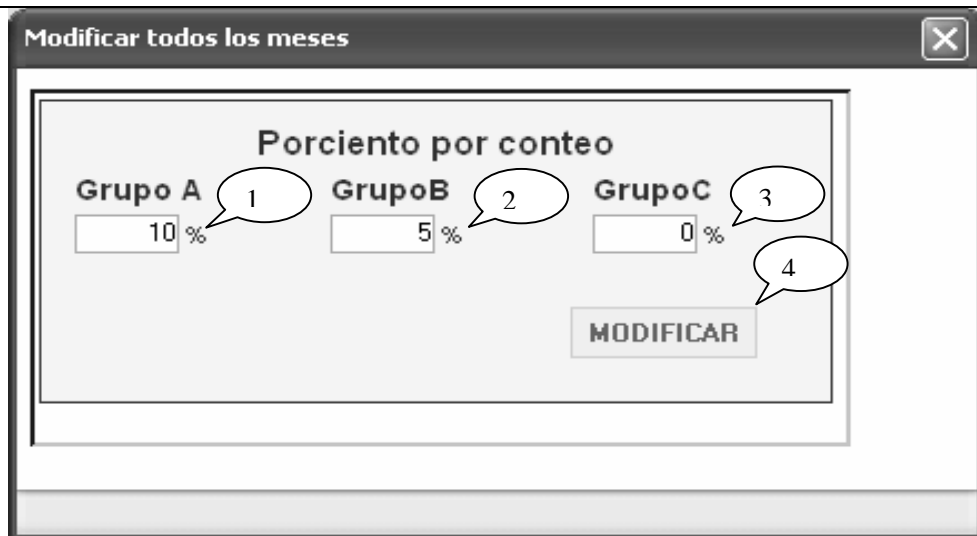 Modificar todos los meses
Porciento por conteo
Grupo A 1 GrupoB 2 GrupoC 3
10 % 5 % 0 %
4
MODIFICAR